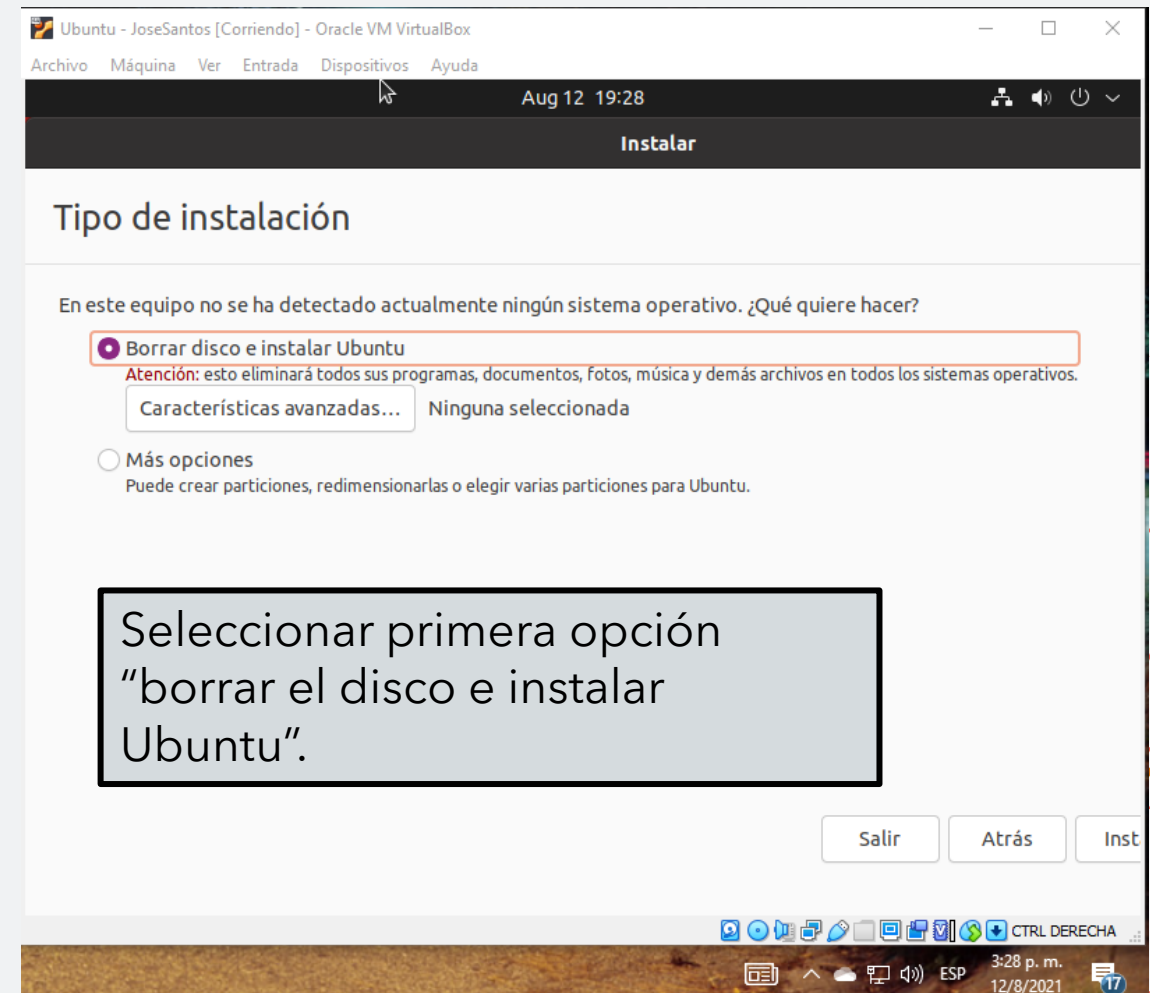 Ubuntu - JoseSantos [Corriendo] - Oracle VM VirtualBox
Archivo Máquina Ver Entrada Dispositivos Ayuda
Aug 12 19:28
Instalar
Tipo de instalación
En este equipo no se ha detectado actualmente ningún sistema operativo. ¿Qué quiere hacer?
Borrar disco e instalar Ubuntu
Atención: esto eliminará todos sus programas, documentos, fotos, música y demás archivos en todos los sistemas operativos.
Características avanzadas... Ninguna seleccionada
Más opciones
Puede crear particiones, redimensionarlas o elegir varias particiones para Ubuntu.
Seleccionar primera opción
“borrar el disco e instalar
Ubuntu”.
Salir Atrás Inst
CTRL DERECHA
ESP 3:28 p. m.
12/8/2021 17